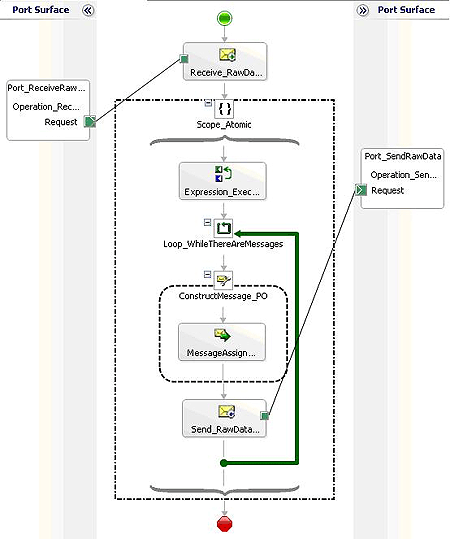 Port Surface
Port Surface
Receive_RawDa...
Port_ReceiveRaw...
Operation_Rec...
Request
Scope_Atomic
Port_SendRawData
Operation_Sen...
Request
Expression_Exec...
Loop_WhileThereAreMessages
ConstructMessage_PO
MessageAssign...
Send_RawData...